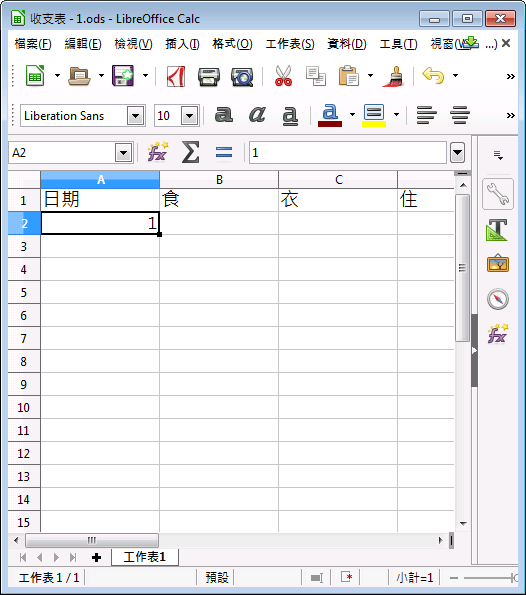 收支表 - 1.ods - LibreOffice Calc
檔案(F) 編輯(E) 檢視(V) 插入(I) 格式(O) 工作表(S) 資料(D) 工具(T) 視窗(W ...) X
Liberation Sans 10
A2 1
A B C
1 日期 食 衣 住
2 1
3
4
5
6
7
8
9
10
11
12
13
14
15
工作表1
工作表 1 / 1 預設 小計=1